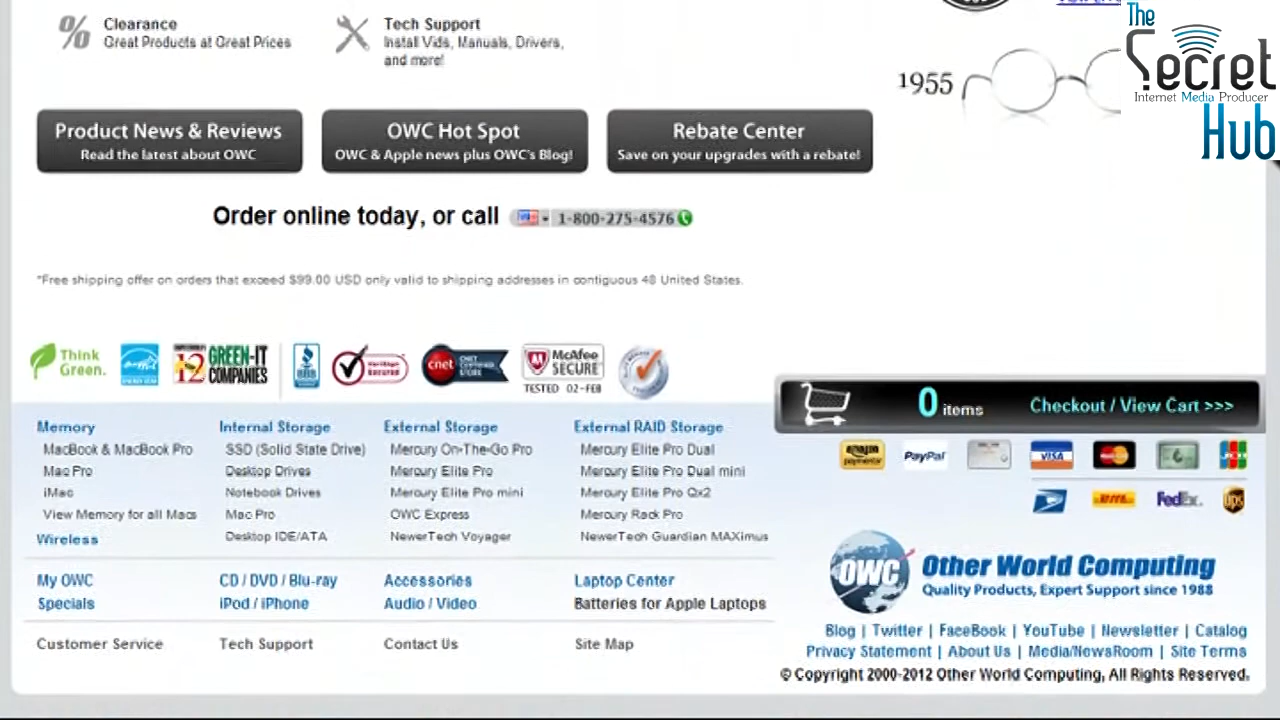 The Secret Hub
Internet Media Producer
Clearance
Great Products at Great Prices
Tech Support
Install Vids, Manuals, Drivers,
and more!
1955
Product News & Reviews
Read the latest about OWC
OWC Hot Spot
OWC & Apple news plus OWC's Blog!
Rebate Center
Save on your upgrades with a rebate!
Order online today, or call 1-800-275-4576
*Free shipping offer on orders that exceed $99.00 USD only valid to shipping addresses in contiguous 48 United States.
Think Green.
12 GREEN-IT COMPANIES
BBB
SECURED
cnet
McAfee SECURE
TESTED 02-FEB
0 items
Checkout / View Cart >>>
amazon payments PayPal VISA MasterCard JCB
DHL FedEx. ups
Memory
MacBook & MacBook Pro
Mac Pro
iMac
View Memory for all Macs
Wireless
Internal Storage
SSD (Solid State Drive)
Desktop Drives
Notebook Drives
Mac Pro
Desktop IDE/ATA
External Storage
Mercury On-The-Go Pro
Mercury Elite Pro
Mercury Elite Pro mini
OWC Express
NewerTech Voyager
External RAID Storage
Mercury Elite Pro Dual
Mercury Elite Pro Dual mini
Mercury Elite Pro Qx2
Mercury Rack Pro
NewerTech Guardian MAXimus
My OWC
Specials
CD / DVD / Blu-ray
iPod / iPhone
Accessories
Audio / Video
Laptop Center
Batteries for Apple Laptops
Customer Service
Tech Support
Contact Us
Site Map
OWC
Other World Computing
Quality Products, Expert Support since 1988
Blog | Twitter | FaceBook | YouTube | Newsletter | Catalog
Privacy Statement | About Us | Media/NewsRoom | Site Terms
© Copyright 2000-2012 Other World Computing, All Rights Reserved.